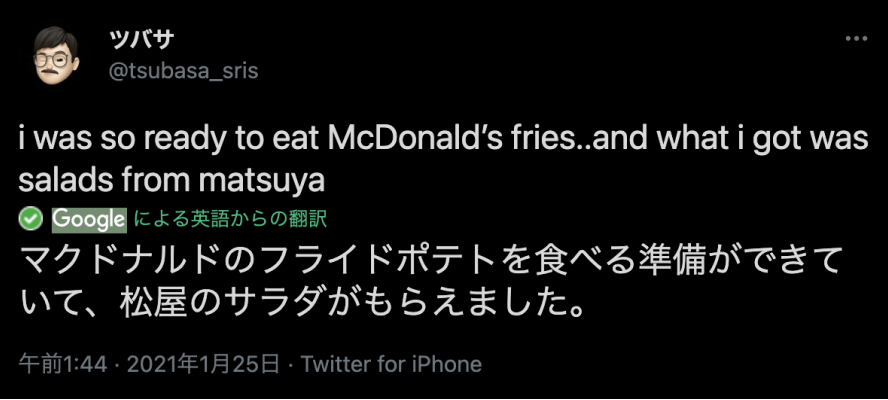 ツバサ
@tsubasa_sris
i was so ready to eat McDonald’s fries..and what i got was
salads from matsuya
Google による英語からの翻訳
マクドナルドのフライドポテトを食べる準備ができて
いて、松屋のサラダがもらえました。
午前1:44 · 2021年1月25日 · Twitter for iPhone